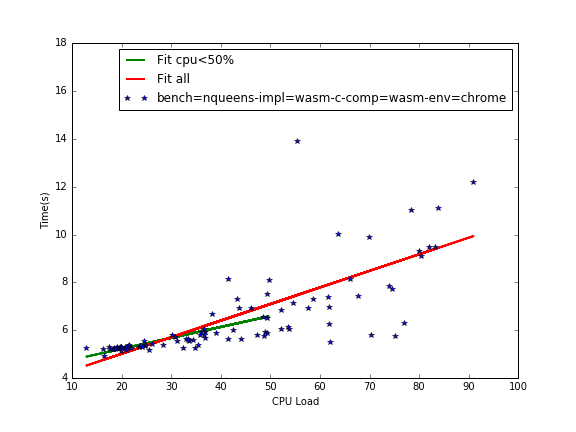 18
16
14
12
10
8
6
4
Time(s)
Fit cpu<50%
Fit all
bench=nqueens-impl=wasm-c-comp=wasm-env=chrome
10 20 30 40 50 60 70 80 90 100
CPU Load